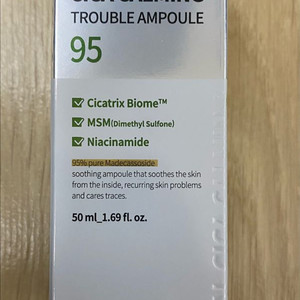 TROUBLE AMPOULE
95
Cicatrix Biome™
MSM(Dimethyl Sulfone)
Niacinamide
95% pure Madecassoside
soothing ampoule that soothes the skin
from the inside, recurring skin problems
and cares traces.
50 ml_1.69 fl. oz.